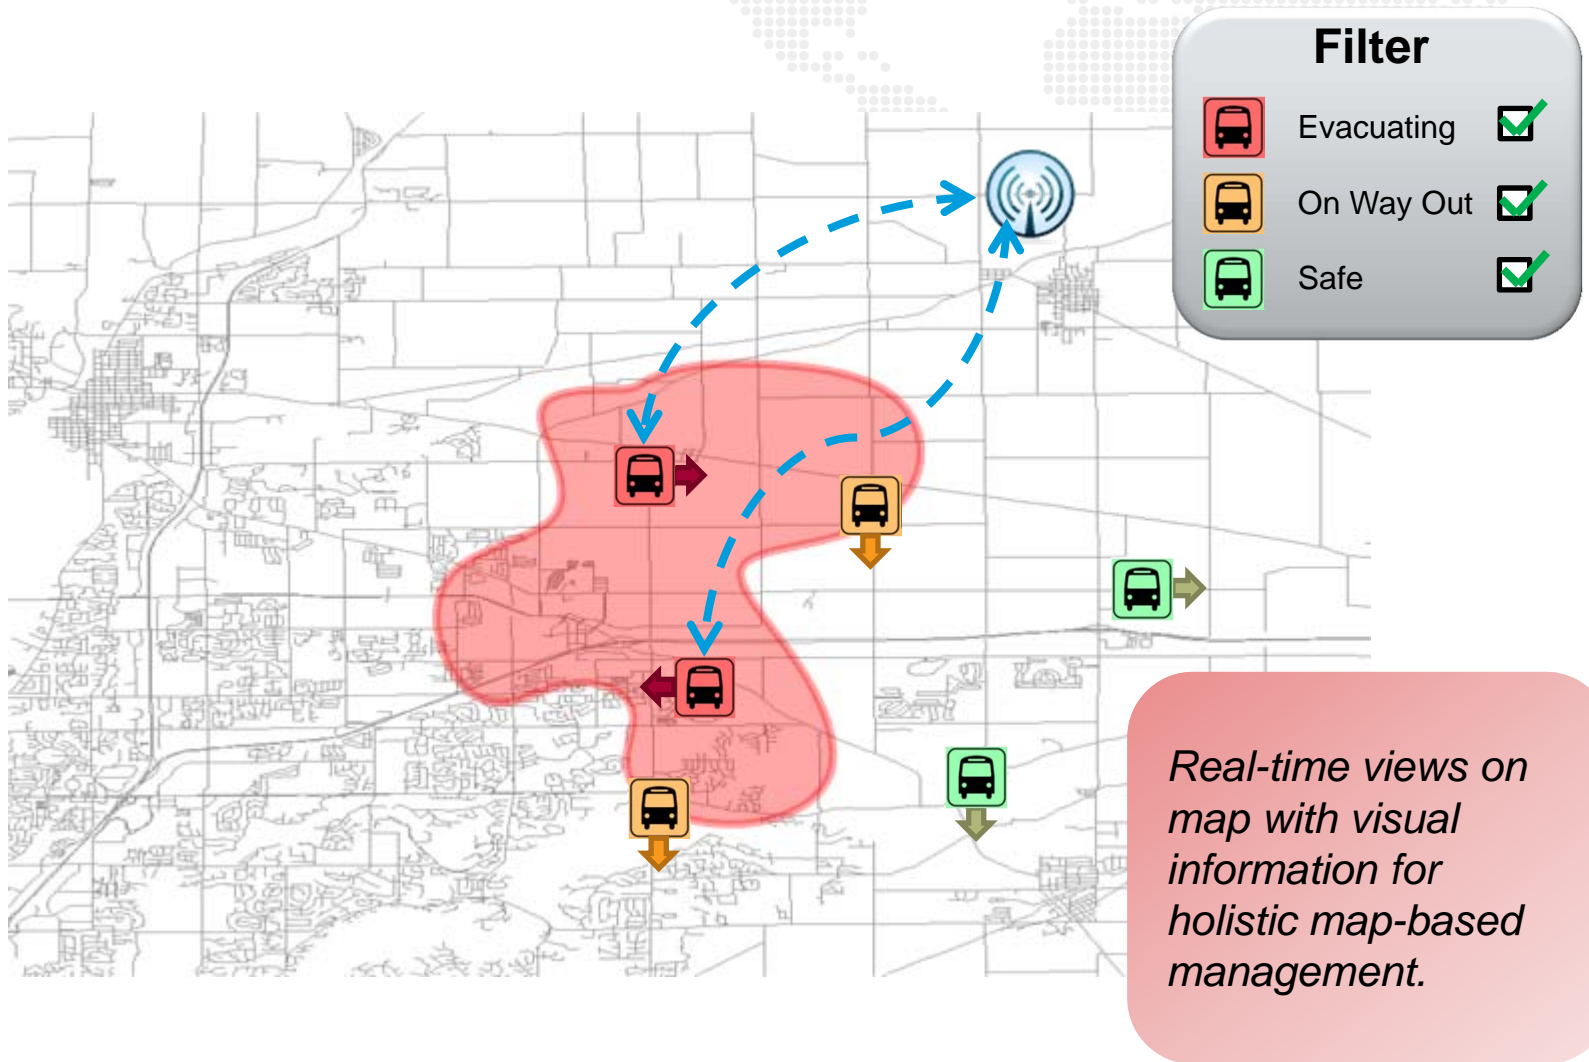 Filter
Evacuating
On Way Out
Safe
Real-time views on
map with visual
information for
holistic map-based
management.